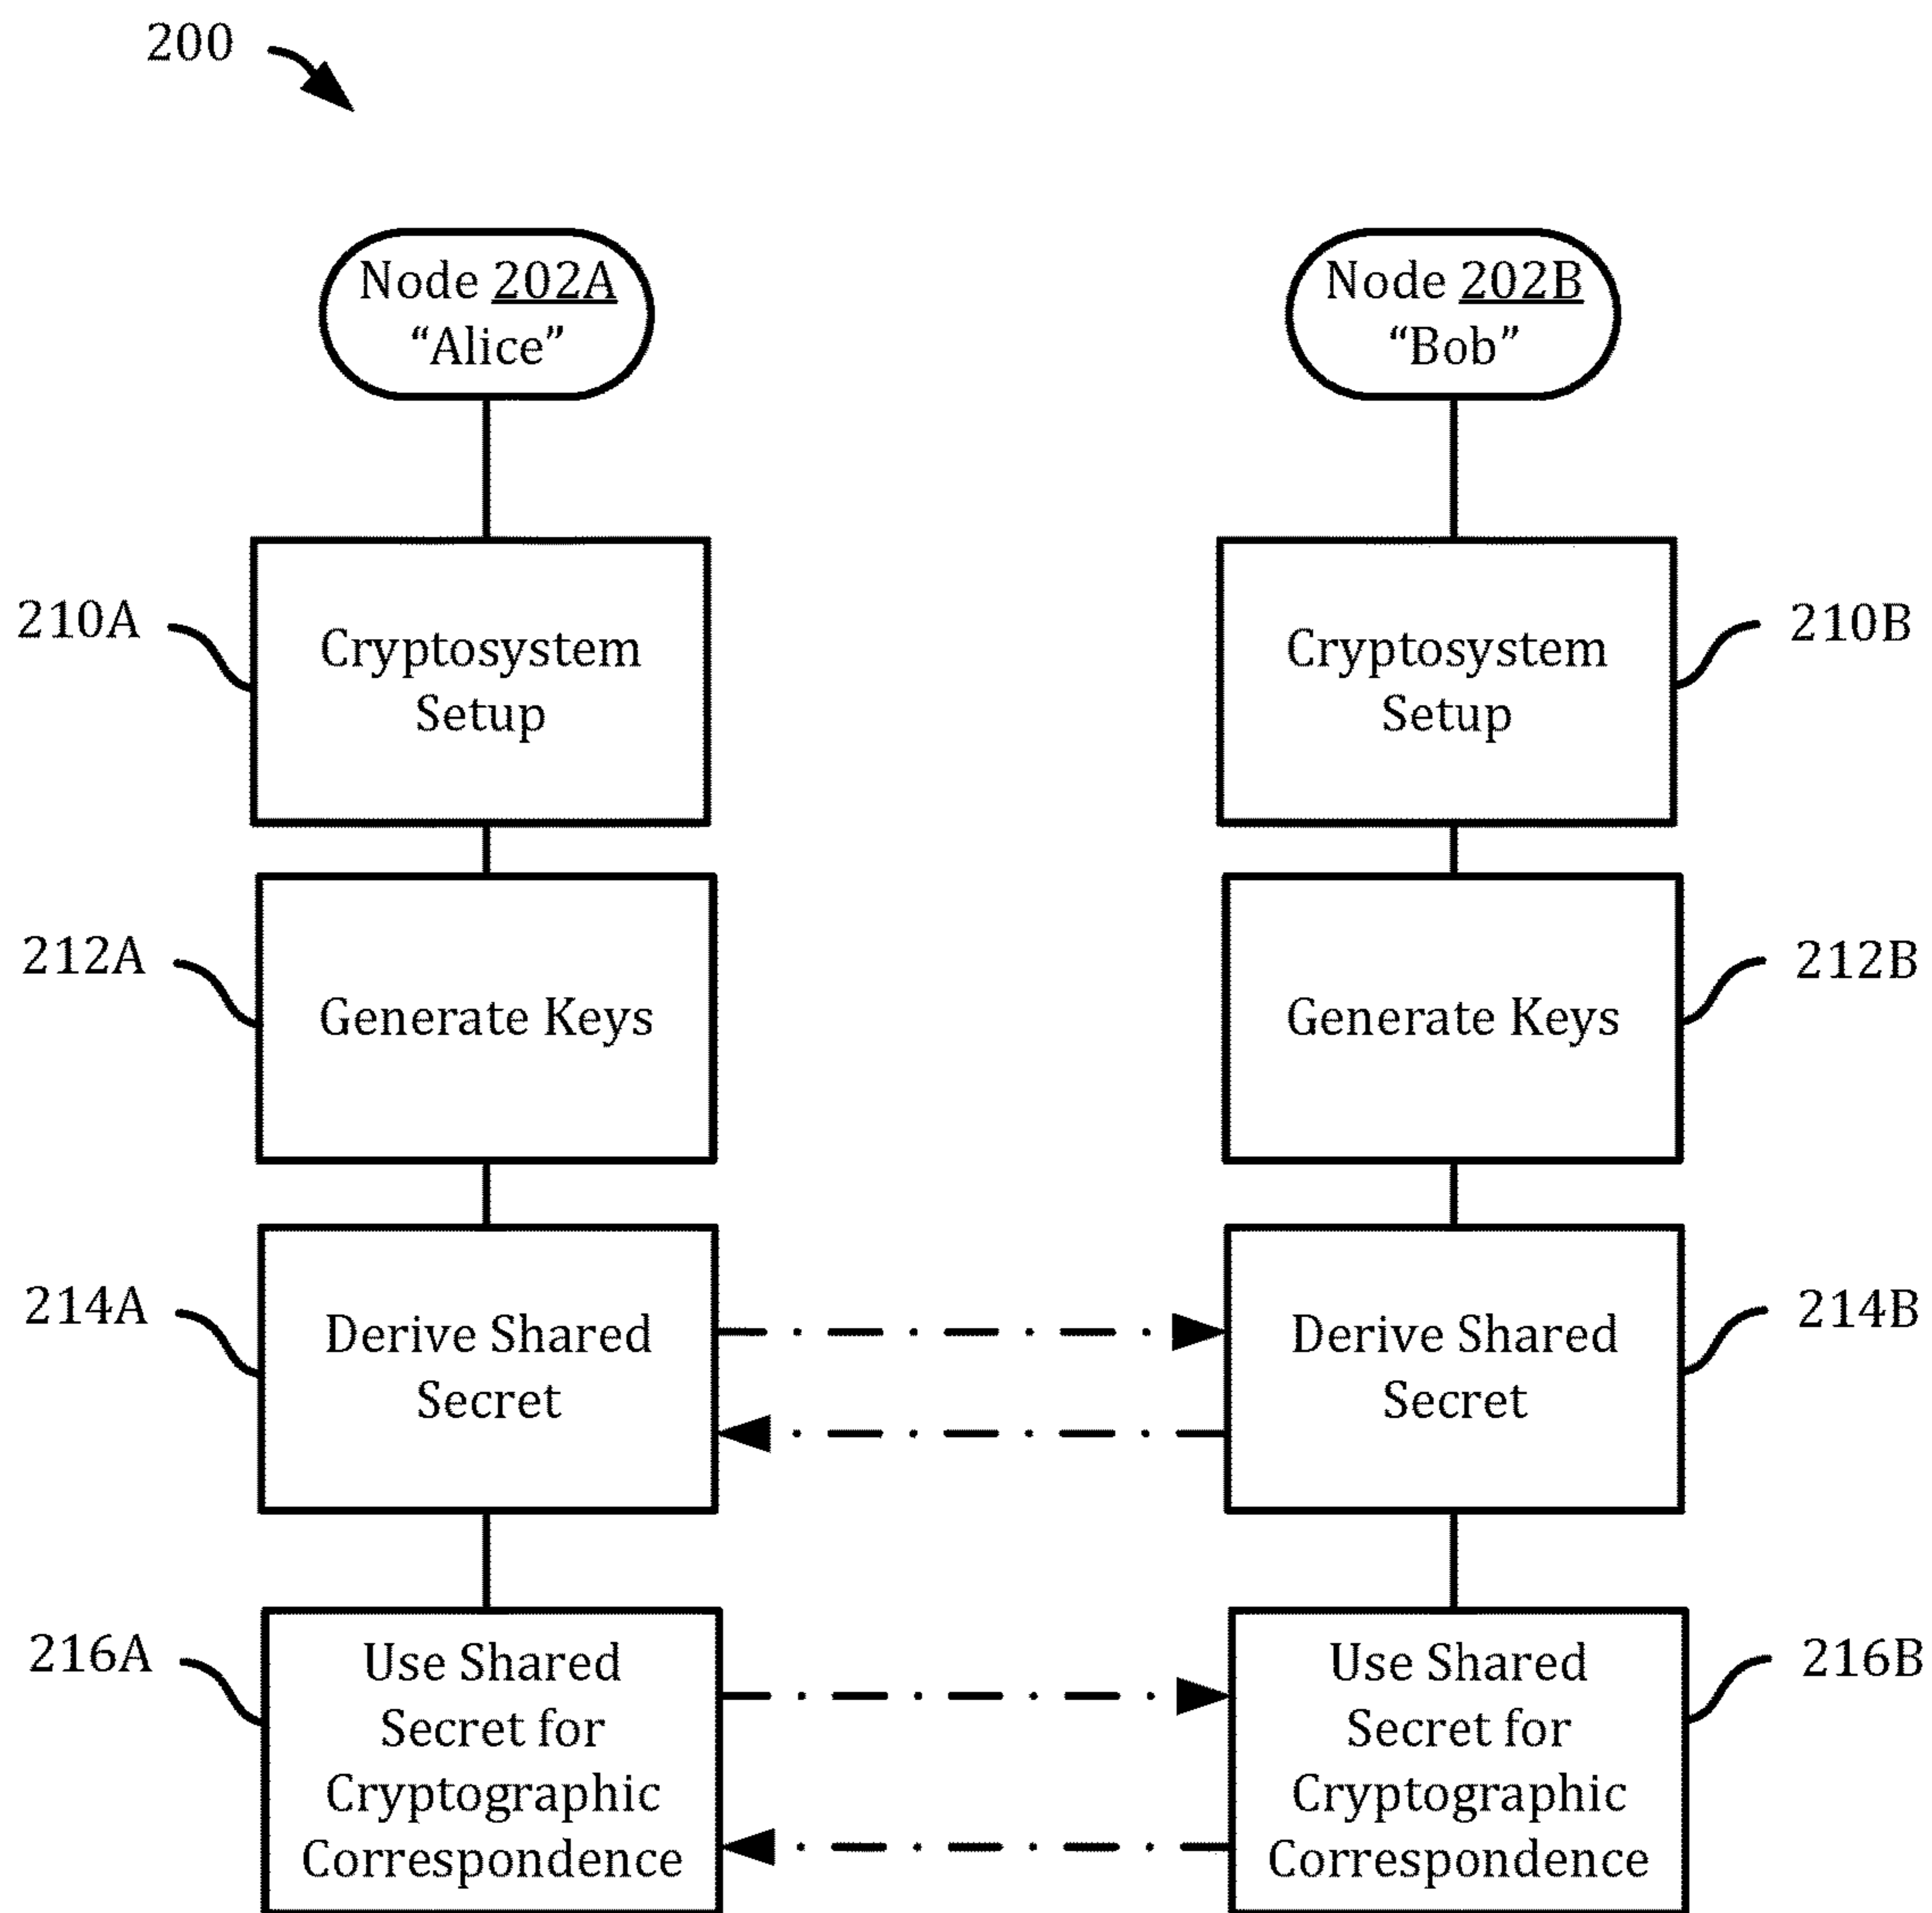 200
Node 202A
“Alice”
Node 202B
“Bob”
210A
Cryptosystem
Setup
Cryptosystem
Setup
210B
212A
Generate Keys
Generate Keys
212B
214A
Derive Shared
Secret
Derive Shared
Secret
214B
216A
Use Shared
Secret for
Cryptographic
Correspondence
Use Shared
Secret for
Cryptographic
Correspondence
216B